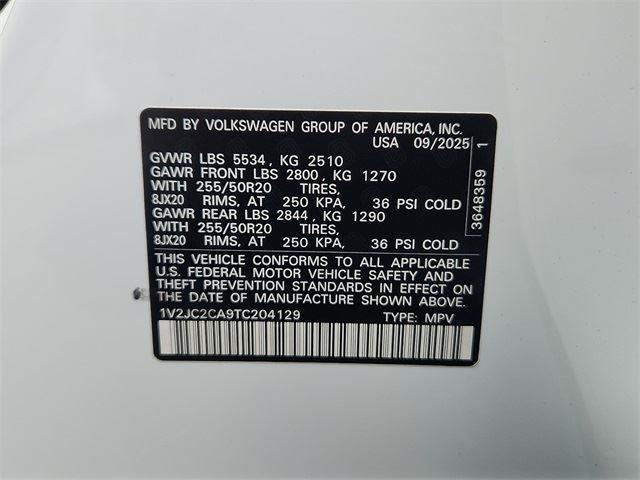 MFD BY VOLKSWAGEN GROUP OF AMERICA, INC.
USA 09/2025
GVWR LBS 5534, KG 2510
GAWR FRONT LBS 2800, KG 1270
WITH 255/50R20 TIRES,
8JX20 RIMS, AT 250 KPA, 36 PSI COLD
GAWR REAR LBS 2844, KG 1290
WITH 255/50R20 TIRES,
8JX20 RIMS, AT 250 KPA, 36 PSI COLD
THIS VEHICLE CONFORMS TO ALL APPLICABLE
U.S. FEDERAL MOTOR VEHICLE SAFETY AND
THEFT PREVENTION STANDARDS IN EFFECT ON
THE DATE OF MANUFACTURE SHOWN ABOVE.
1V2JC2CA9TC204129 TYPE: MPV
3648359 1